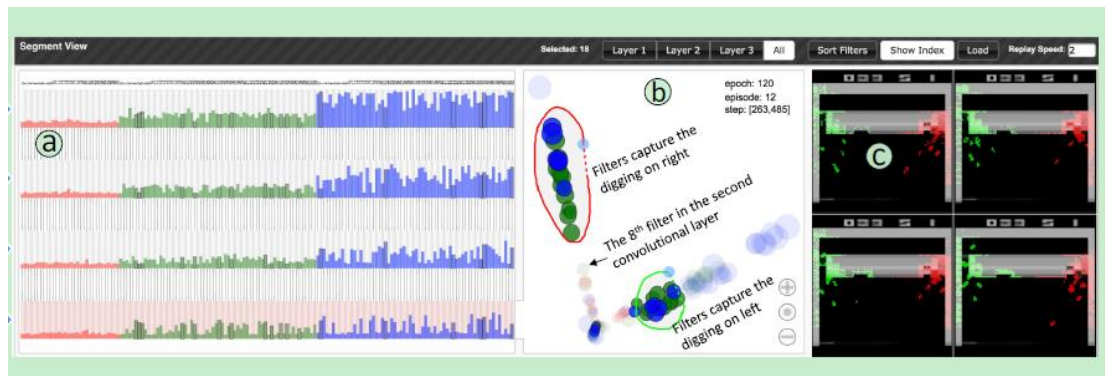 Segment View
Selected: 18
Layer 1
Layer 2
Layer 3
All
Sort Filters
Show Index
Load
Replay Speed: 2
a
b
epoch: 120
episode: 12
step: [263,485]
Filters capture the
digging on right
The 8th filter in the second
convolutional layer
Filters capture the
digging on left
c